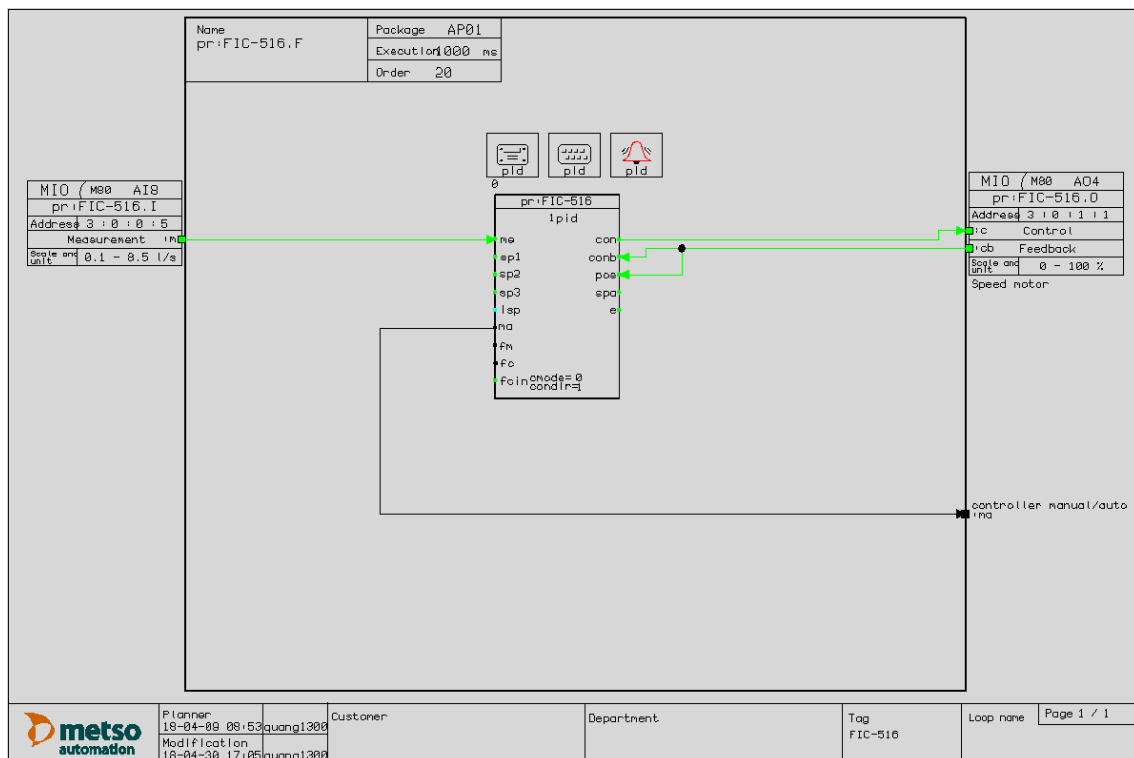 Name
pr:FIC-516.F
Package AP01
Execution 1000 ms
Order 20
pid pid pid
0
MIO / M80 AI8
pr:FIC-516.I
Address 3 : 0 : 0 : 5
Measurement :m
Scale and unit 0.1 - 8.5 l/s
pr:FIC-516
1pid
me con
sp1 conb
sp2 pos
sp3 spa
lsp e
ma
fm
fc
fcin cmode= 0
condir=1
MIO / M80 AO4
pr:FIC-516.O
Address 3 : 0 : 1 : 1
:c Control
:cb Feedback
Scale and unit 0 - 100 %
Speed motor
controller manual/auto
:ma
metso
automation
Planner
18-04-09 08:53 quang1300
Modification
18-04-30 17:05 quang1300
Customer
Department
Tag
FIC-516
Loop name
Page 1 / 1